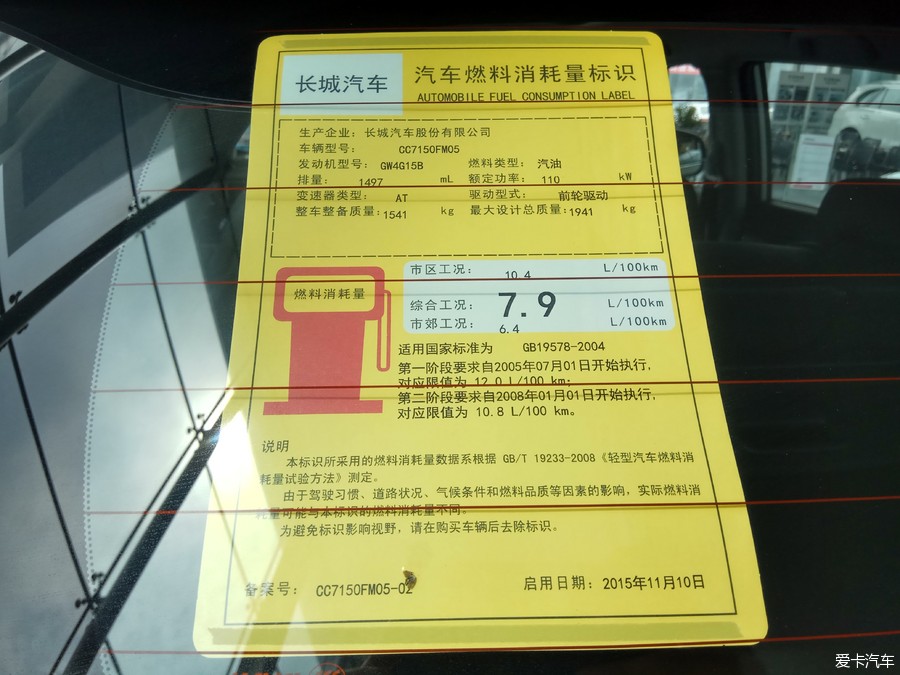 长城汽车
汽车燃料消耗量标识
AUTOMOBILE FUEL CONSUMPTION LABEL
生产企业：长城汽车股份有限公司
车辆型号： CC7150FM05
发动机型号： GW4G15B 燃料类型： 汽油
排量： 1497 mL 额定功率： 110 kW
变速器类型： AT 驱动型式： 前轮驱动
整车整备质量：1541 kg 最大设计总质量：1941 kg
燃料消耗量
市区工况： 10.4 L/100km
综合工况： 7.9 L/100km
市郊工况： 6.4 L/100km
适用国家标准为 GB19578-2004
第一阶段要求自2005年07月01日开始执行，
对应限值为 12.0 L/100 km；
第二阶段要求自2008年01月01日开始执行，
对应限值为 10.8 L/100 km。
说明
本标识所采用的燃料消耗量数据系根据 GB/T 19233-2008《轻型汽车燃料消
耗量试验方法》测定。
由于驾驶习惯、道路状况、气候条件和燃料品质等因素的影响，实际燃料消
耗量可能与本标识的燃料消耗量不同。
为避免标识影响视野，请在购买车辆后去除标识。
备案号： CC7150FM05-02 启用日期：2015年11月10日
爱卡汽车